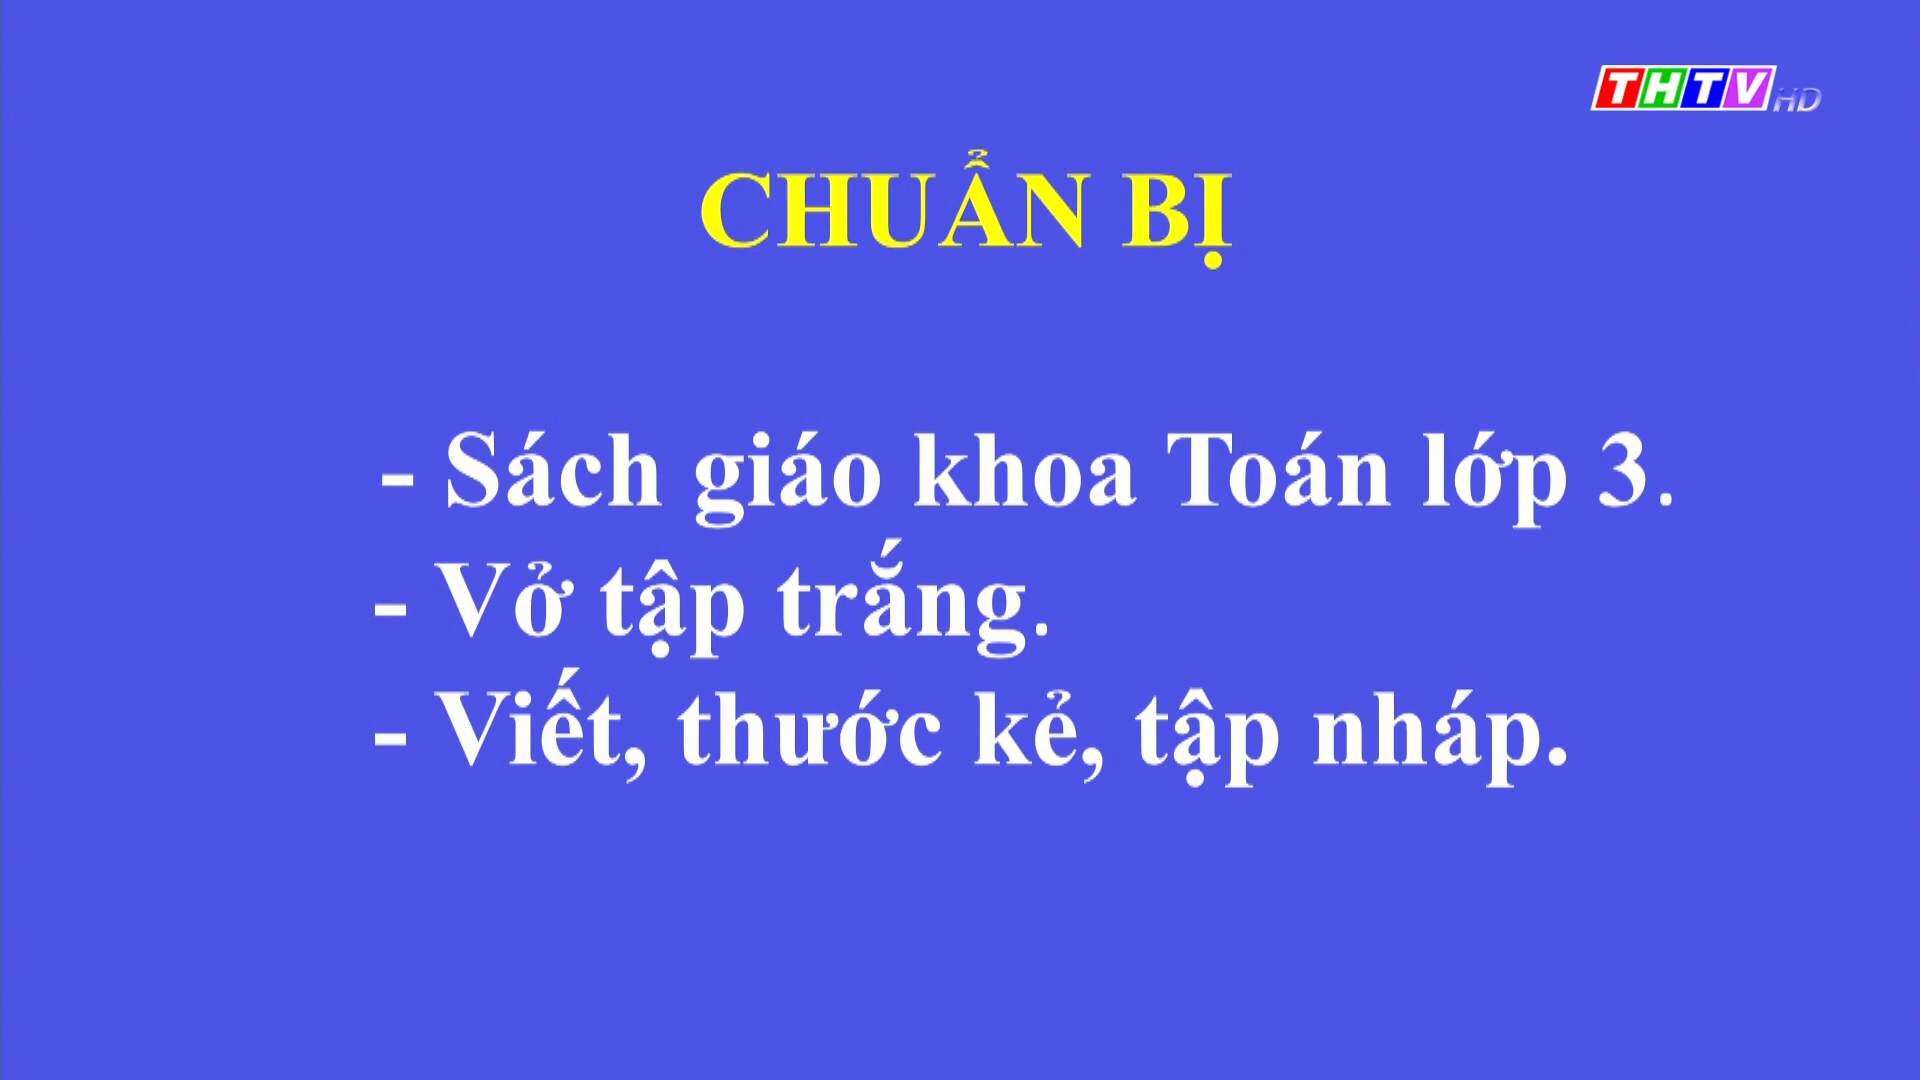 THTV HD
CHUẨN BỊ
- Sách giáo khoa Toán lớp 3.
- Vở tập trắng.
- Viết, thước kẻ, tập nháp.